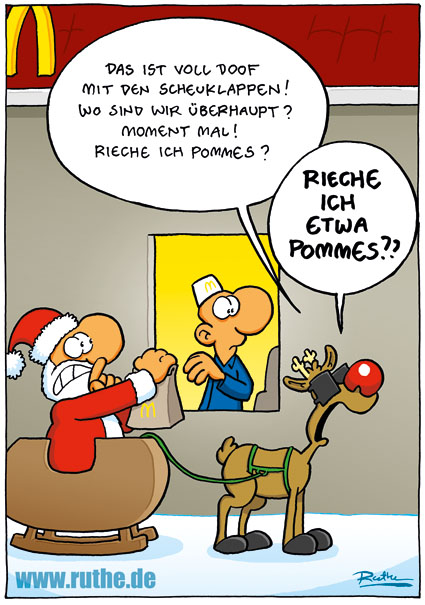 DAS IST VOLL DOOF
MIT DEN SCHEUKLAPPEN!
WO SIND WIR ÜBERHAUPT?
MOMENT MAL!
RIECHE ICH POMMES?
RIECHE
ICH
ETWA
POMMES??
M
M
www.ruthe.de
Ruthe